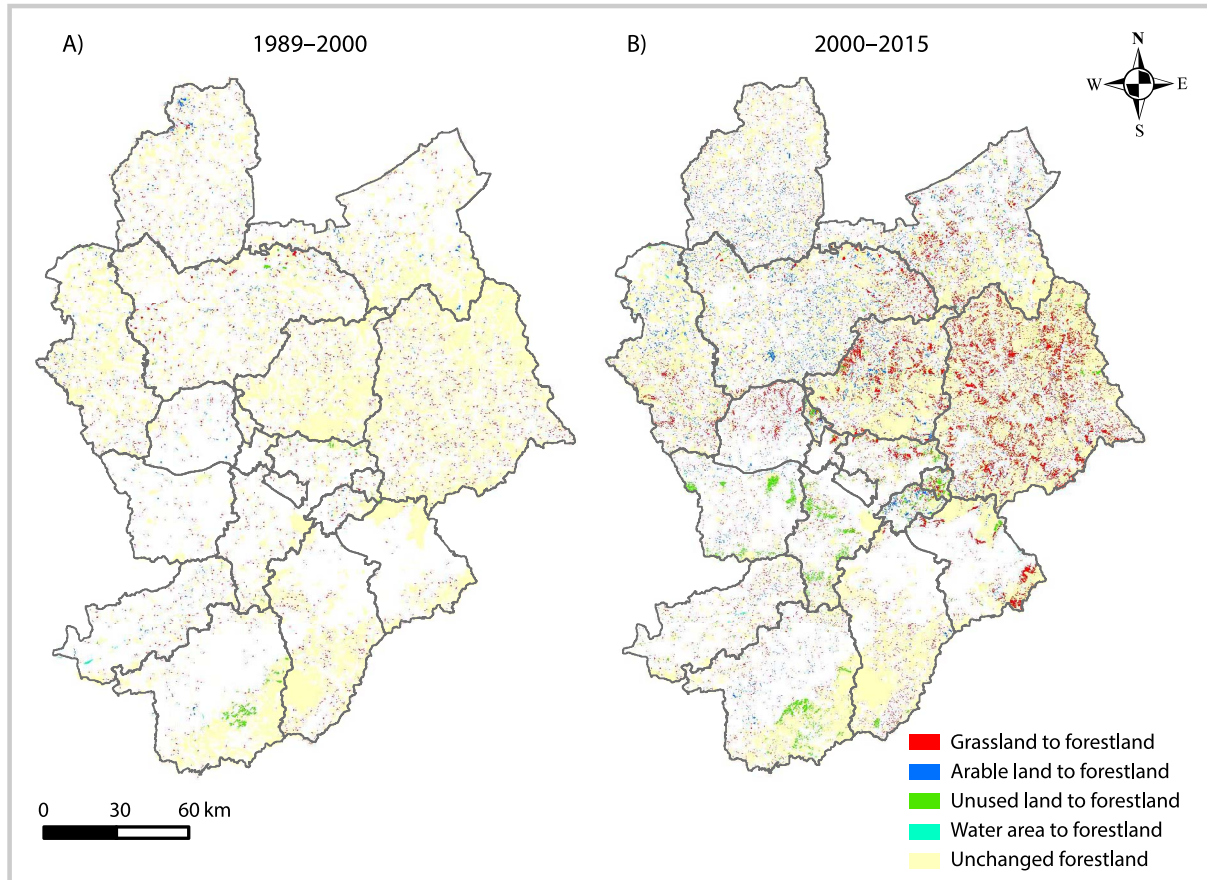 A) 1989–2000
B) 2000–2015
N
W E
S
Grassland to forestland
Arable land to forestland
Unused land to forestland
Water area to forestland
Unchanged forestland
0 30 60 km